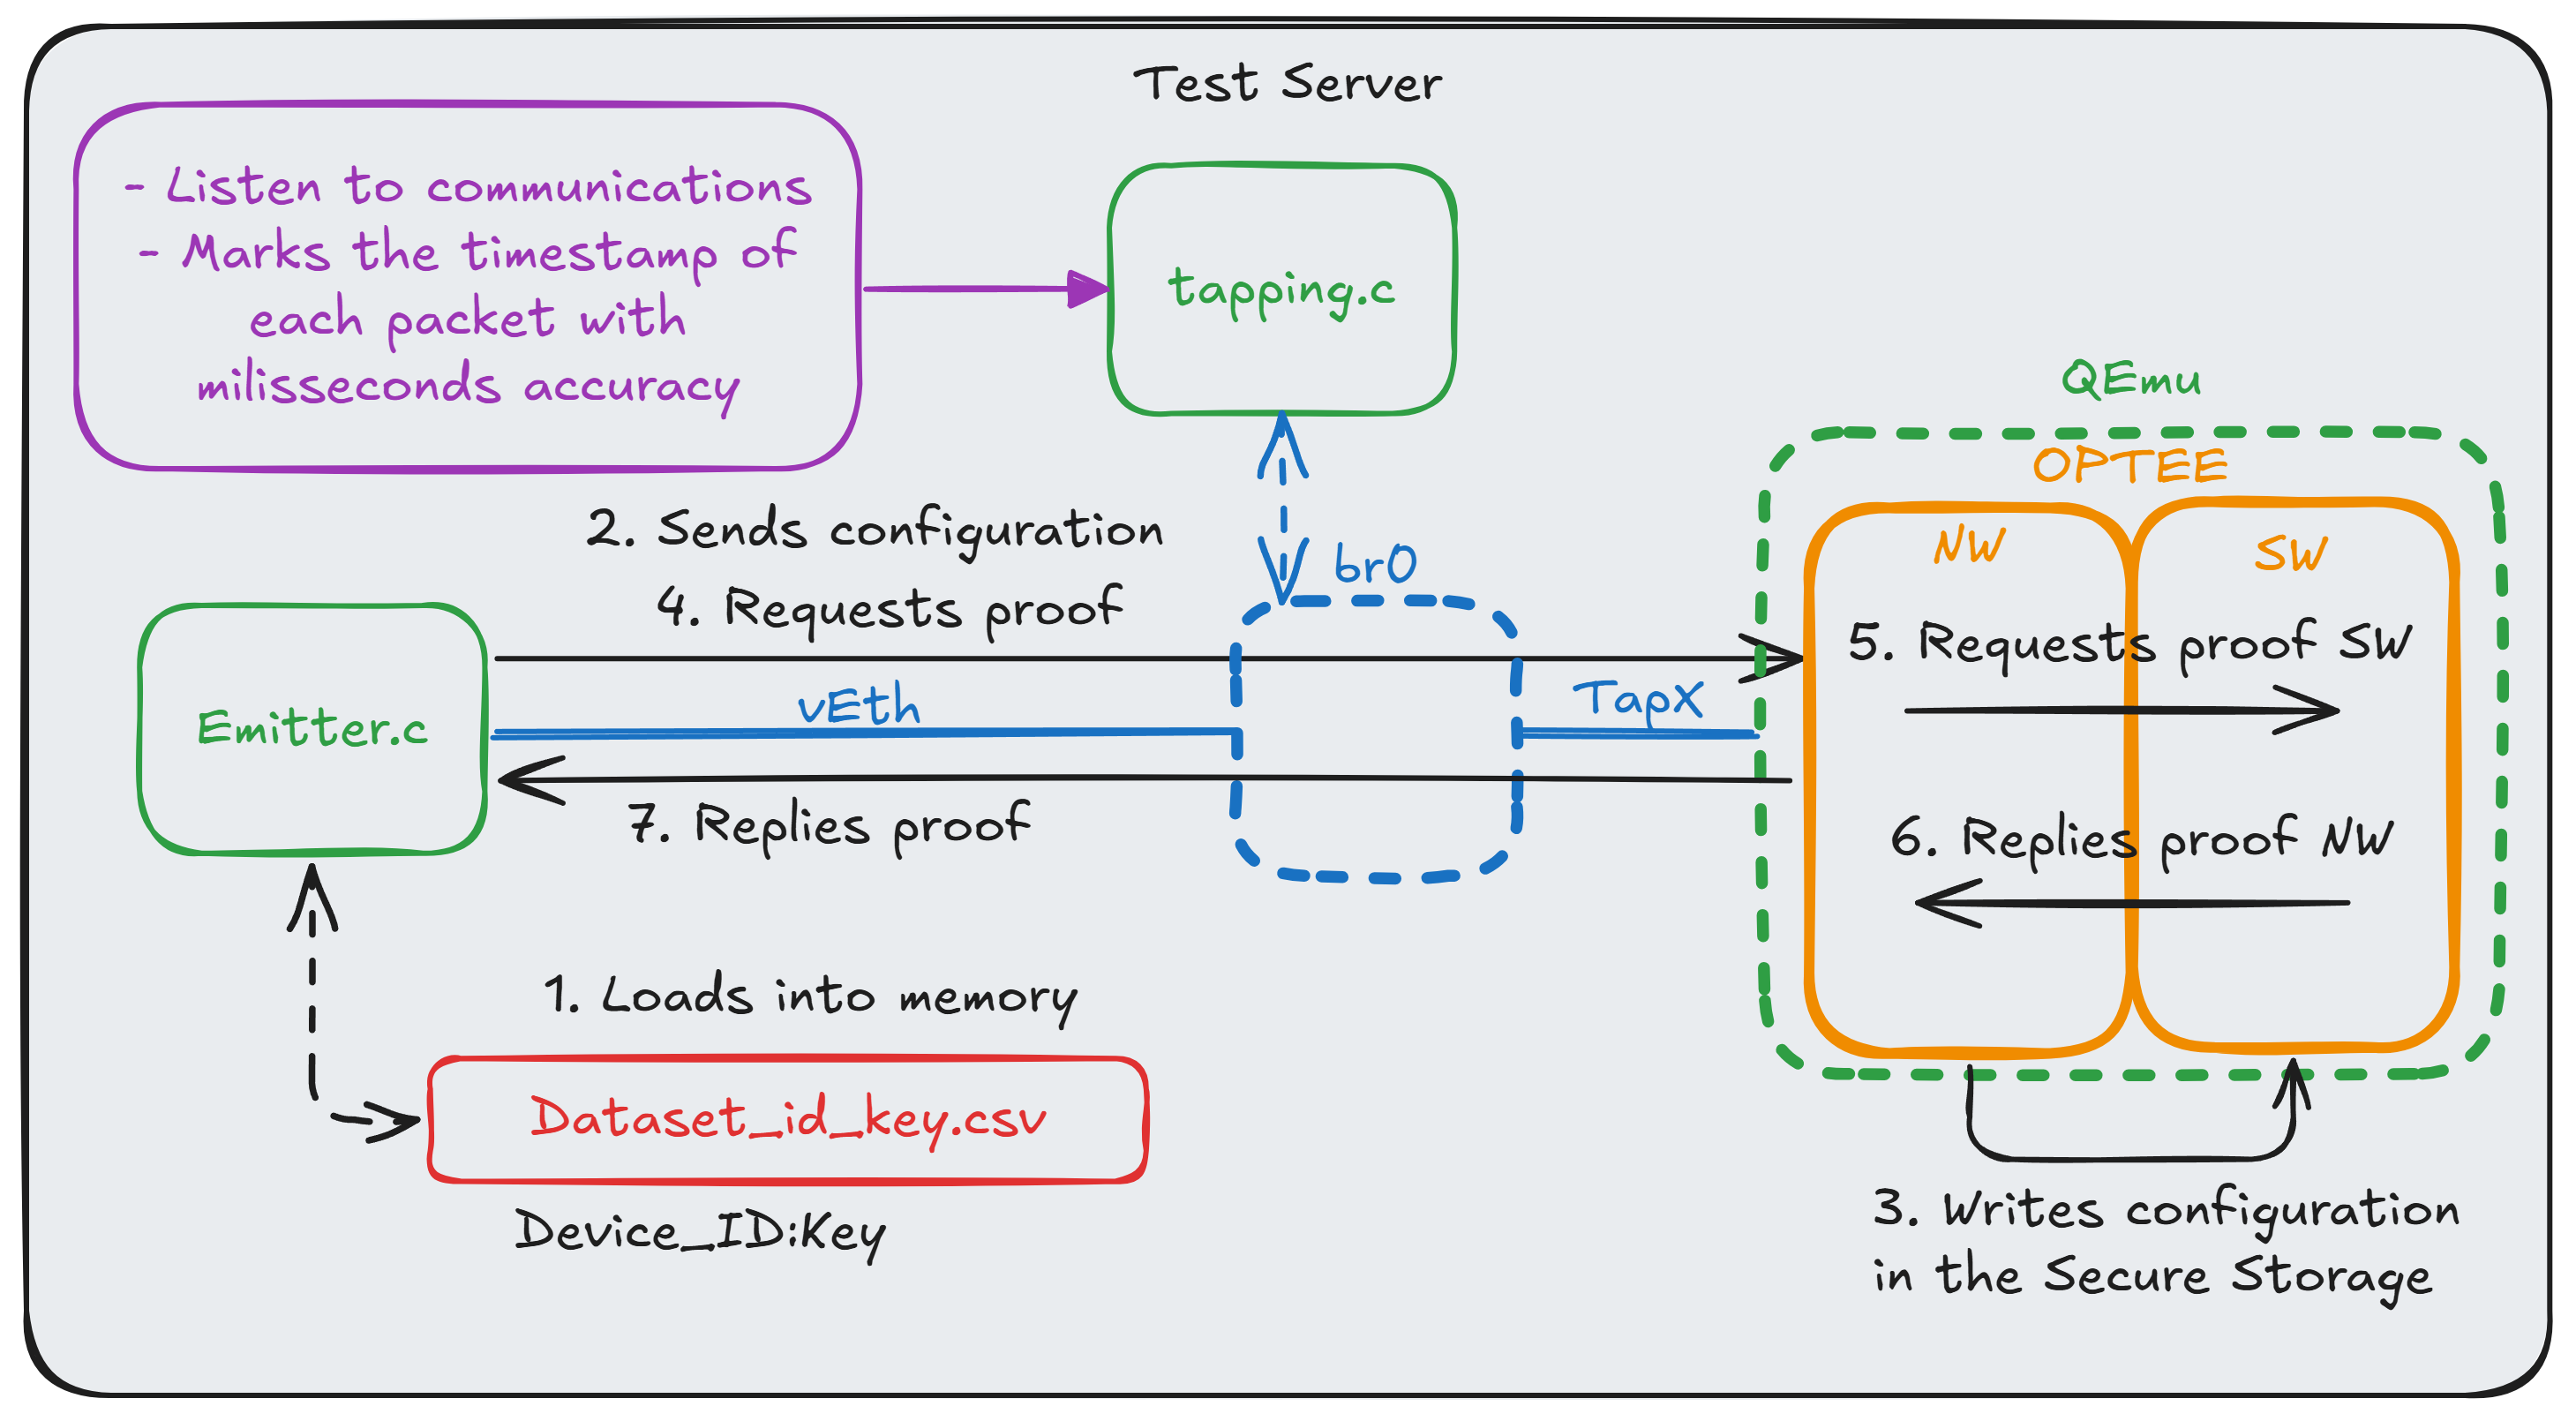 Test Server
- Listen to communications
- Marks the timestamp of
each packet with
milisseconds accuracy
tapping.c
QEmu
OPTEE
2. Sends configuration
4. Requests proof
br0
NW
SW
5. Requests proof SW
vEth
TapX
Emitter.c
7. Replies proof
6. Replies proof NW
1. Loads into memory
Dataset_id_key.csv
Device_ID:Key
3. Writes configuration
in the Secure Storage